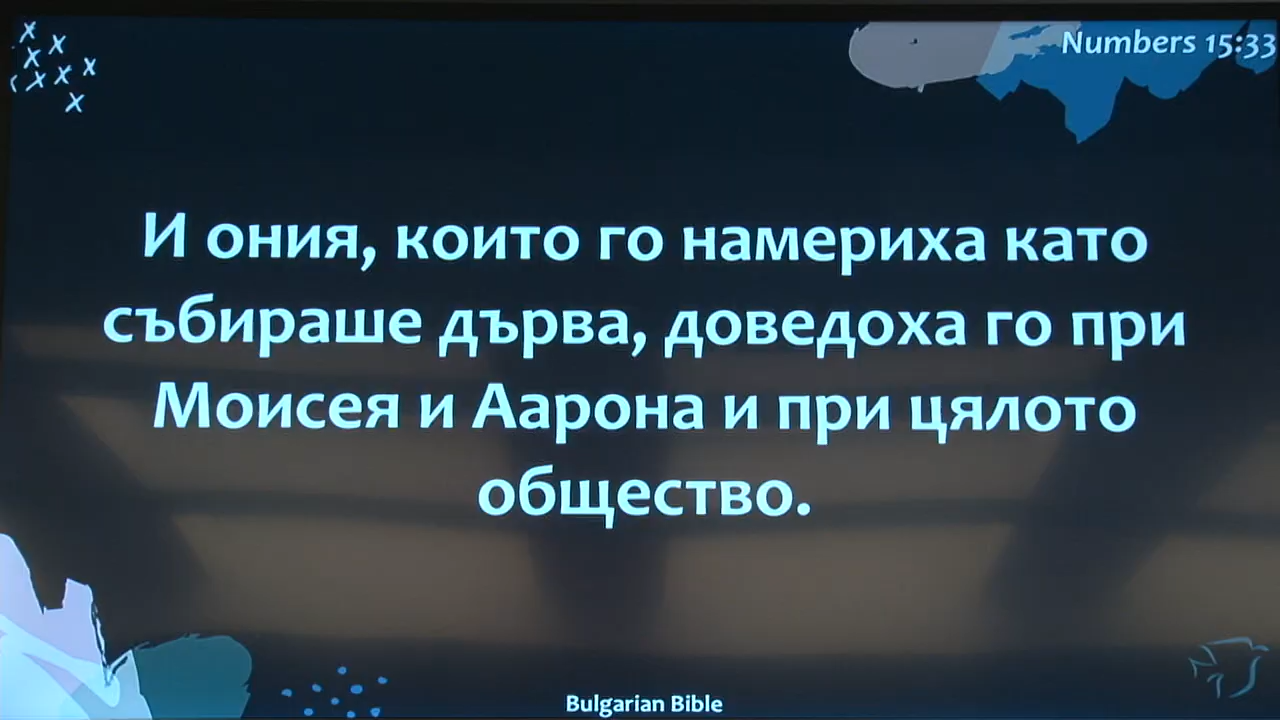 Numbers 15:33
И ония, които го намериха като
събираше дърва, доведоха го при
Моисея и Аарона и при цялото
общество.
Bulgarian Bible